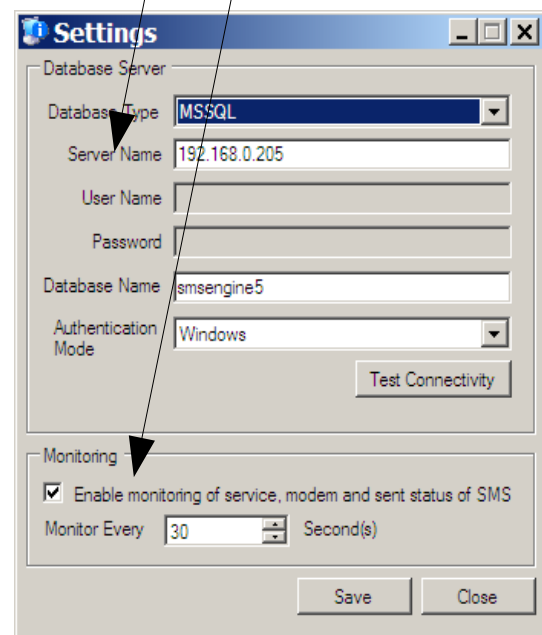 Settings
Database Server
Database Type MSSQL
Server Name 192.168.0.205
User Name
Password
Database Name smsengine5
Authentication Mode Windows
Test Connectivity
Monitoring
Enable monitoring of service, modem and sent status of SMS
Monitor Every 30 Second(s)
Save Close